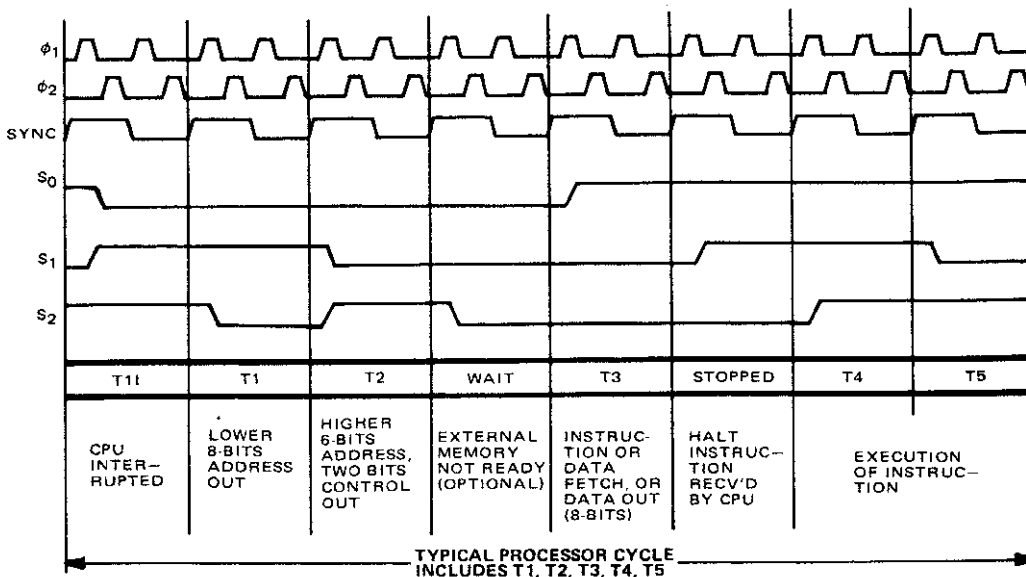 ϕ1
ϕ2
SYNC
S0
S1
S2
T1I T1 T2 WAIT T3 STOPPED T4 T5
CPU
INTER–
RUPTED
LOWER
8-BITS
ADDRESS
OUT
HIGHER
6-BITS
ADDRESS,
TWO BITS
CONTROL
OUT
EXTERNAL
MEMORY
NOT READY
(OPTIONAL)
INSTRUC–
TION OR
DATA
FETCH, OR
DATA OUT
(8-BITS)
HALT
INSTRUC–
TION
RECV'D
BY CPU
EXECUTION
OF INSTRUC–
TION
TYPICAL PROCESSOR CYCLE
INCLUDES T1, T2, T3, T4, T5